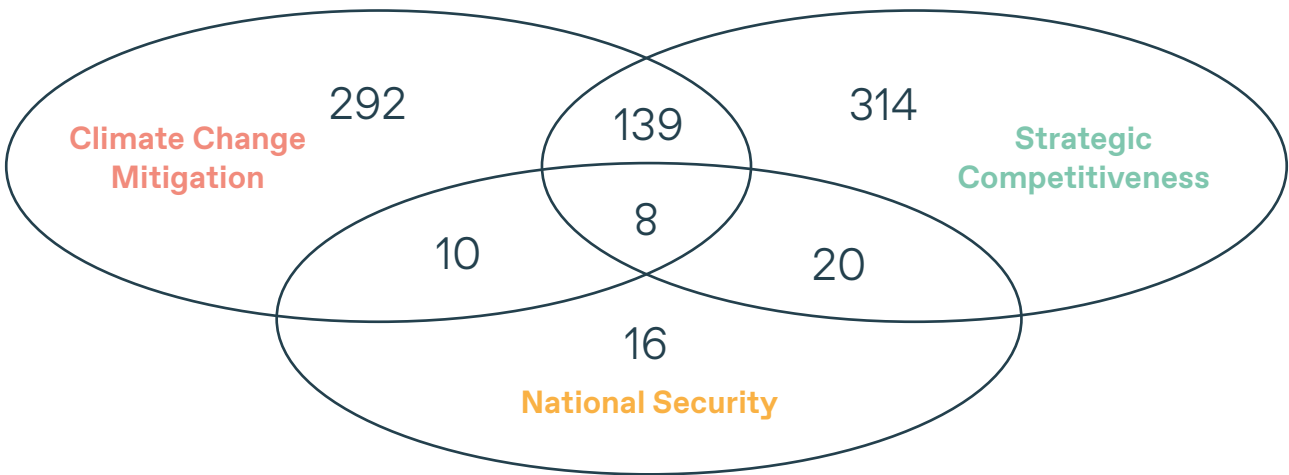 292
139
314
Climate Change
Mitigation
Strategic
Competitiveness
8
10
20
16
National Security